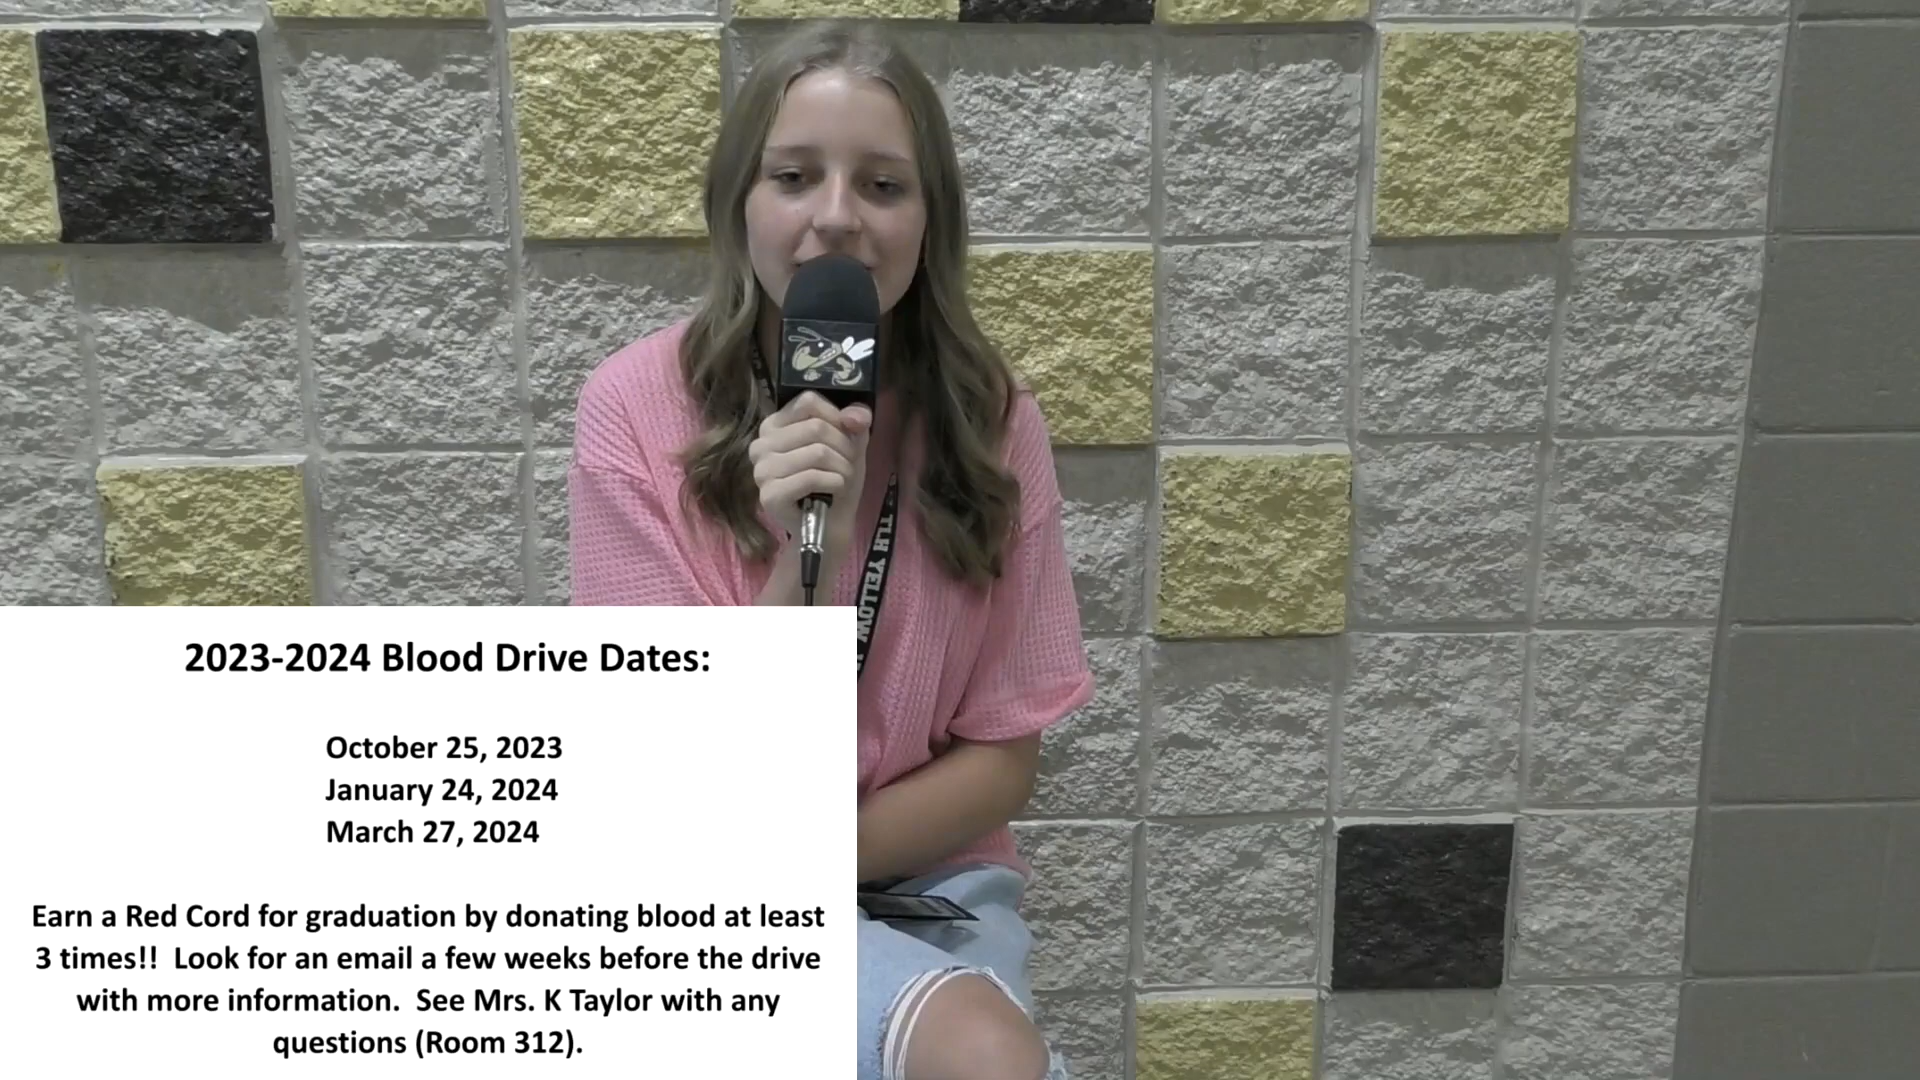 TLH YELLOW
2023-2024 Blood Drive Dates:
October 25, 2023
January 24, 2024
March 27, 2024
Earn a Red Cord for graduation by donating blood at least
3 times!!  Look for an email a few weeks before the drive
with more information.  See Mrs. K Taylor with any
questions (Room 312).